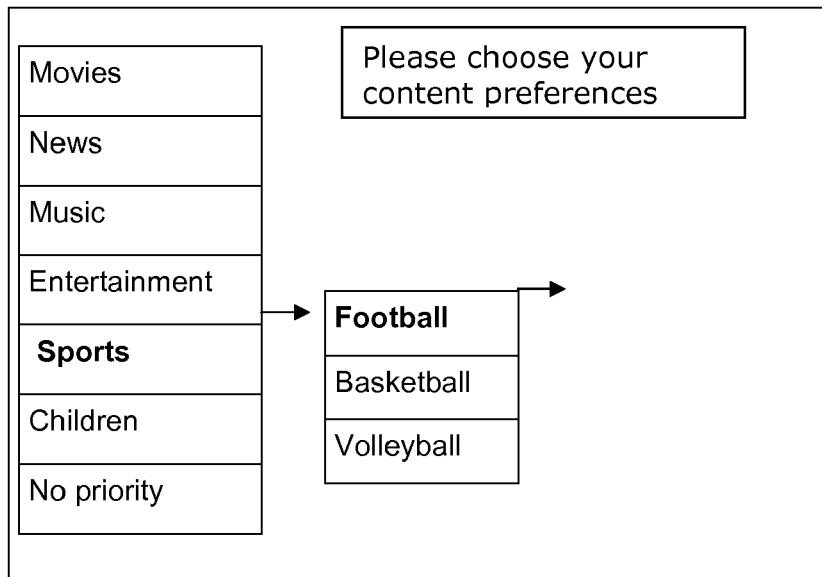 Please choose your
content preferences
Movies
News
Music
Entertainment
Sports
Children
No priority
Football
Basketball
Volleyball